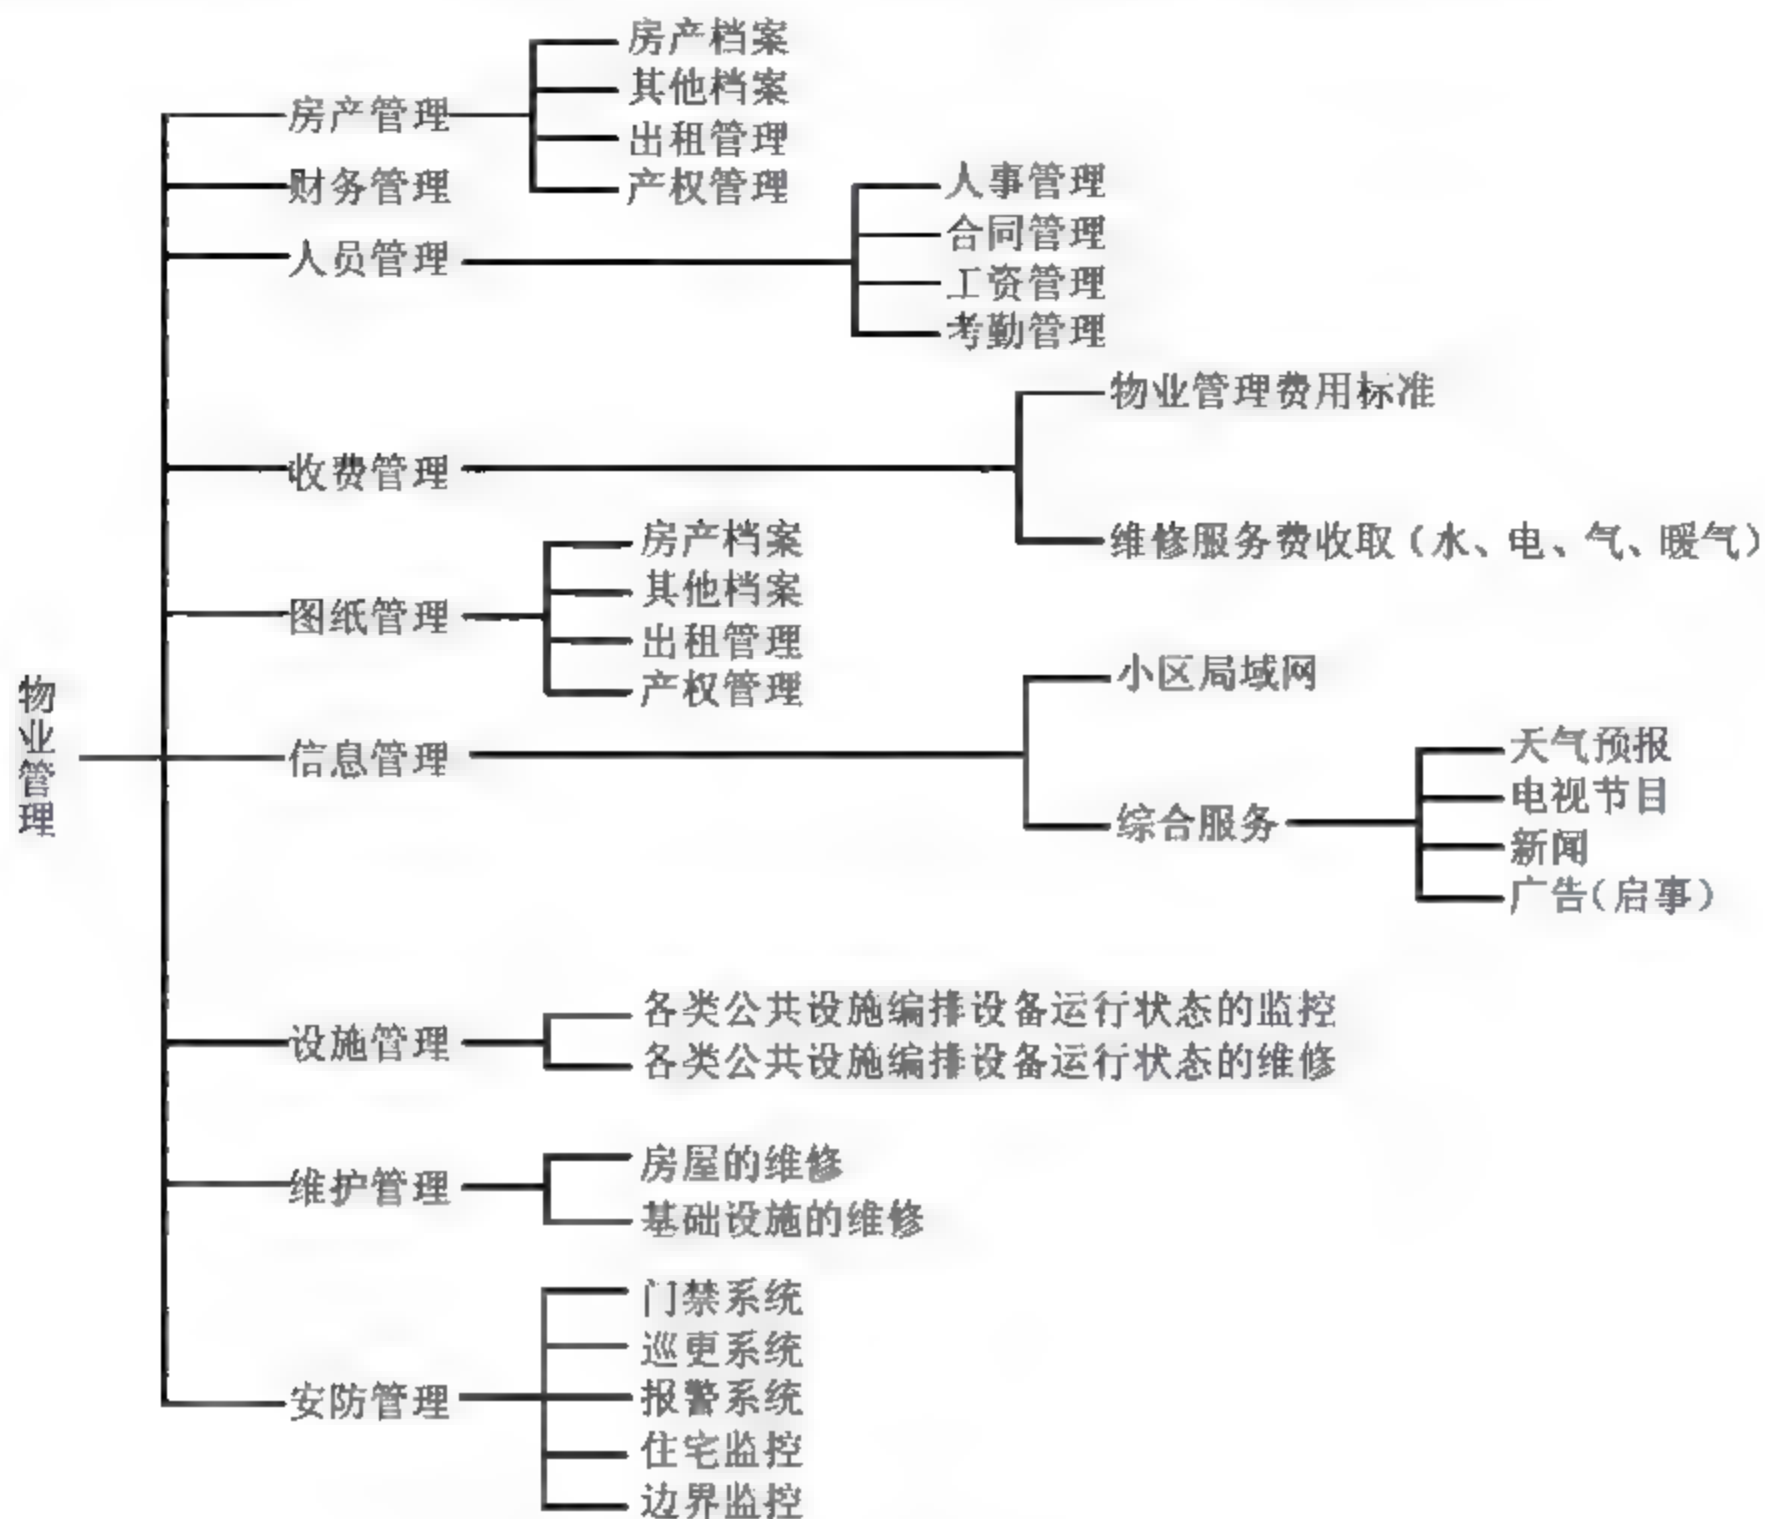 物业管理
房产管理
房产档案
其他档案
出租管理
产权管理
财务管理
人员管理
人事管理
合同管理
工资管理
考勤管理
收费管理
物业管理费用标准
维修服务费收取(水、电、气、暖气)
图纸管理
房产档案
其他档案
出租管理
产权管理
信息管理
小区局域网
综合服务
天气预报
电视节目
新闻
广告(启事)
设施管理
各类公共设施编排设备运行状态的监控
各类公共设施编排设备运行状态的维修
维护管理
房屋的维修
基础设施的维修
安防管理
门禁系统
巡更系统
报警系统
住宅监控
边界监控